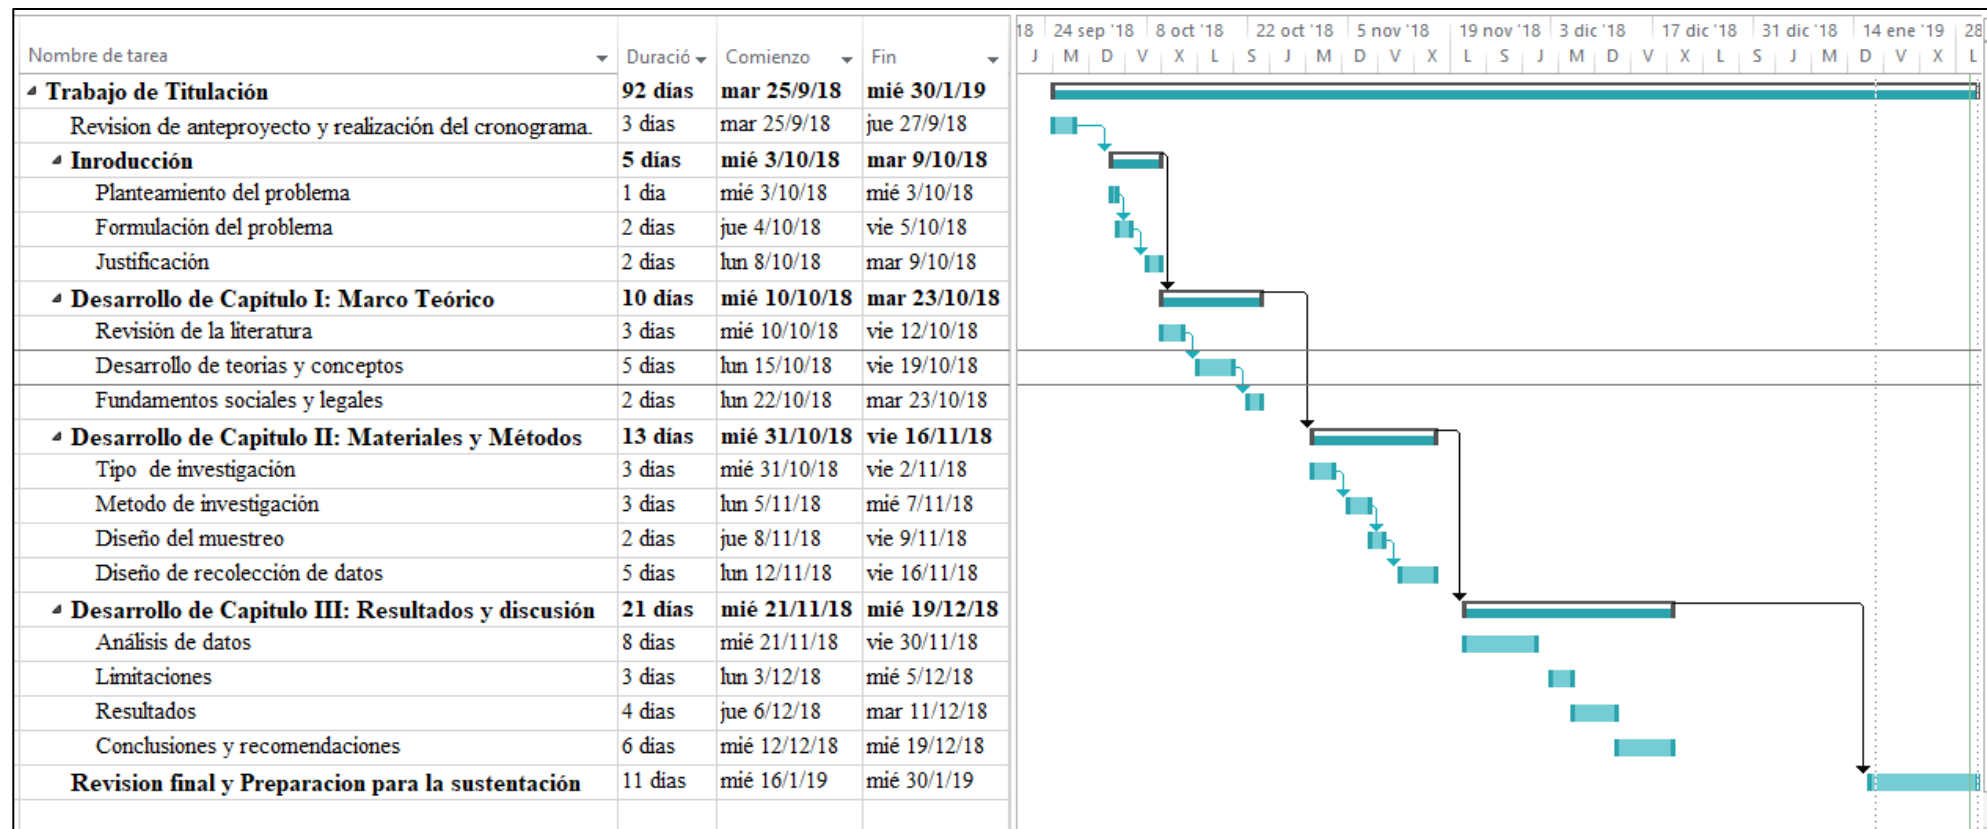 18 24 sep '18 8 oct '18 22 oct '18 5 nov '18 19 nov '18 3 dic '18 17 dic '18 31 dic '18 14 ene '19 28
Nombre de tarea Duració Comienzo Fin J M D V X L S J M D V X L S J M D V X L S J M D V X L
Trabajo de Titulación 92 días mar 25/9/18 mié 30/1/19
Revision de anteproyecto y realización del cronograma. 3 días mar 25/9/18 jue 27/9/18
Inroducción 5 días mié 3/10/18 mar 9/10/18
Planteamiento del problema 1 día mié 3/10/18 mié 3/10/18
Formulación del problema 2 días jue 4/10/18 vie 5/10/18
Justificación 2 días lun 8/10/18 mar 9/10/18
Desarrollo de Capítulo I: Marco Teórico 10 días mié 10/10/18 mar 23/10/18
Revisión de la literatura 3 días mié 10/10/18 vie 12/10/18
Desarrollo de teorías y conceptos 5 días lun 15/10/18 vie 19/10/18
Fundamentos sociales y legales 2 días lun 22/10/18 mar 23/10/18
Desarrollo de Capitulo II: Materiales y Métodos 13 días mié 31/10/18 vie 16/11/18
Tipo de investigación 3 días mié 31/10/18 vie 2/11/18
Metodo de investigación 3 días lun 5/11/18 mié 7/11/18
Diseño del muestreo 2 días jue 8/11/18 vie 9/11/18
Diseño de recolección de datos 5 días lun 12/11/18 vie 16/11/18
Desarrollo de Capitulo III: Resultados y discusión 21 días mié 21/11/18 mié 19/12/18
Análisis de datos 8 días mié 21/11/18 vie 30/11/18
Limitaciones 3 días lun 3/12/18 mié 5/12/18
Resultados 4 días jue 6/12/18 mar 11/12/18
Conclusiones y recomendaciones 6 días mié 12/12/18 mié 19/12/18
Revision final y Preparacion para la sustentación 11 días mié 16/1/19 mié 30/1/19